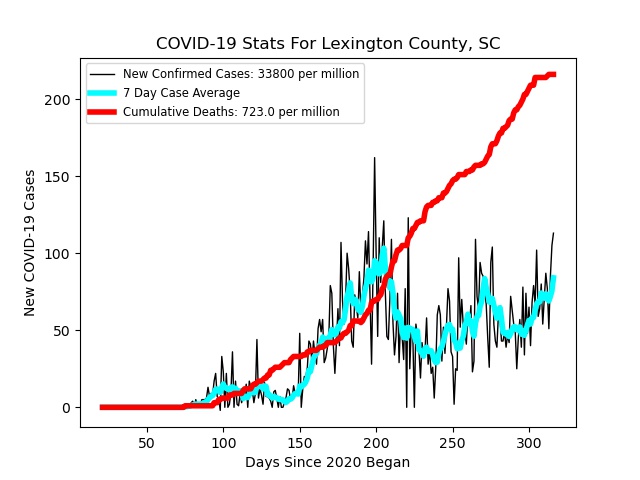 COVID-19 Stats For Lexington County, SC
New Confirmed Cases: 33800 per million
7 Day Case Average
Cumulative Deaths: 723.0 per million
New COVID-19 Cases
200
150
100
50
0
50 100 150 200 250 300
Days Since 2020 Began